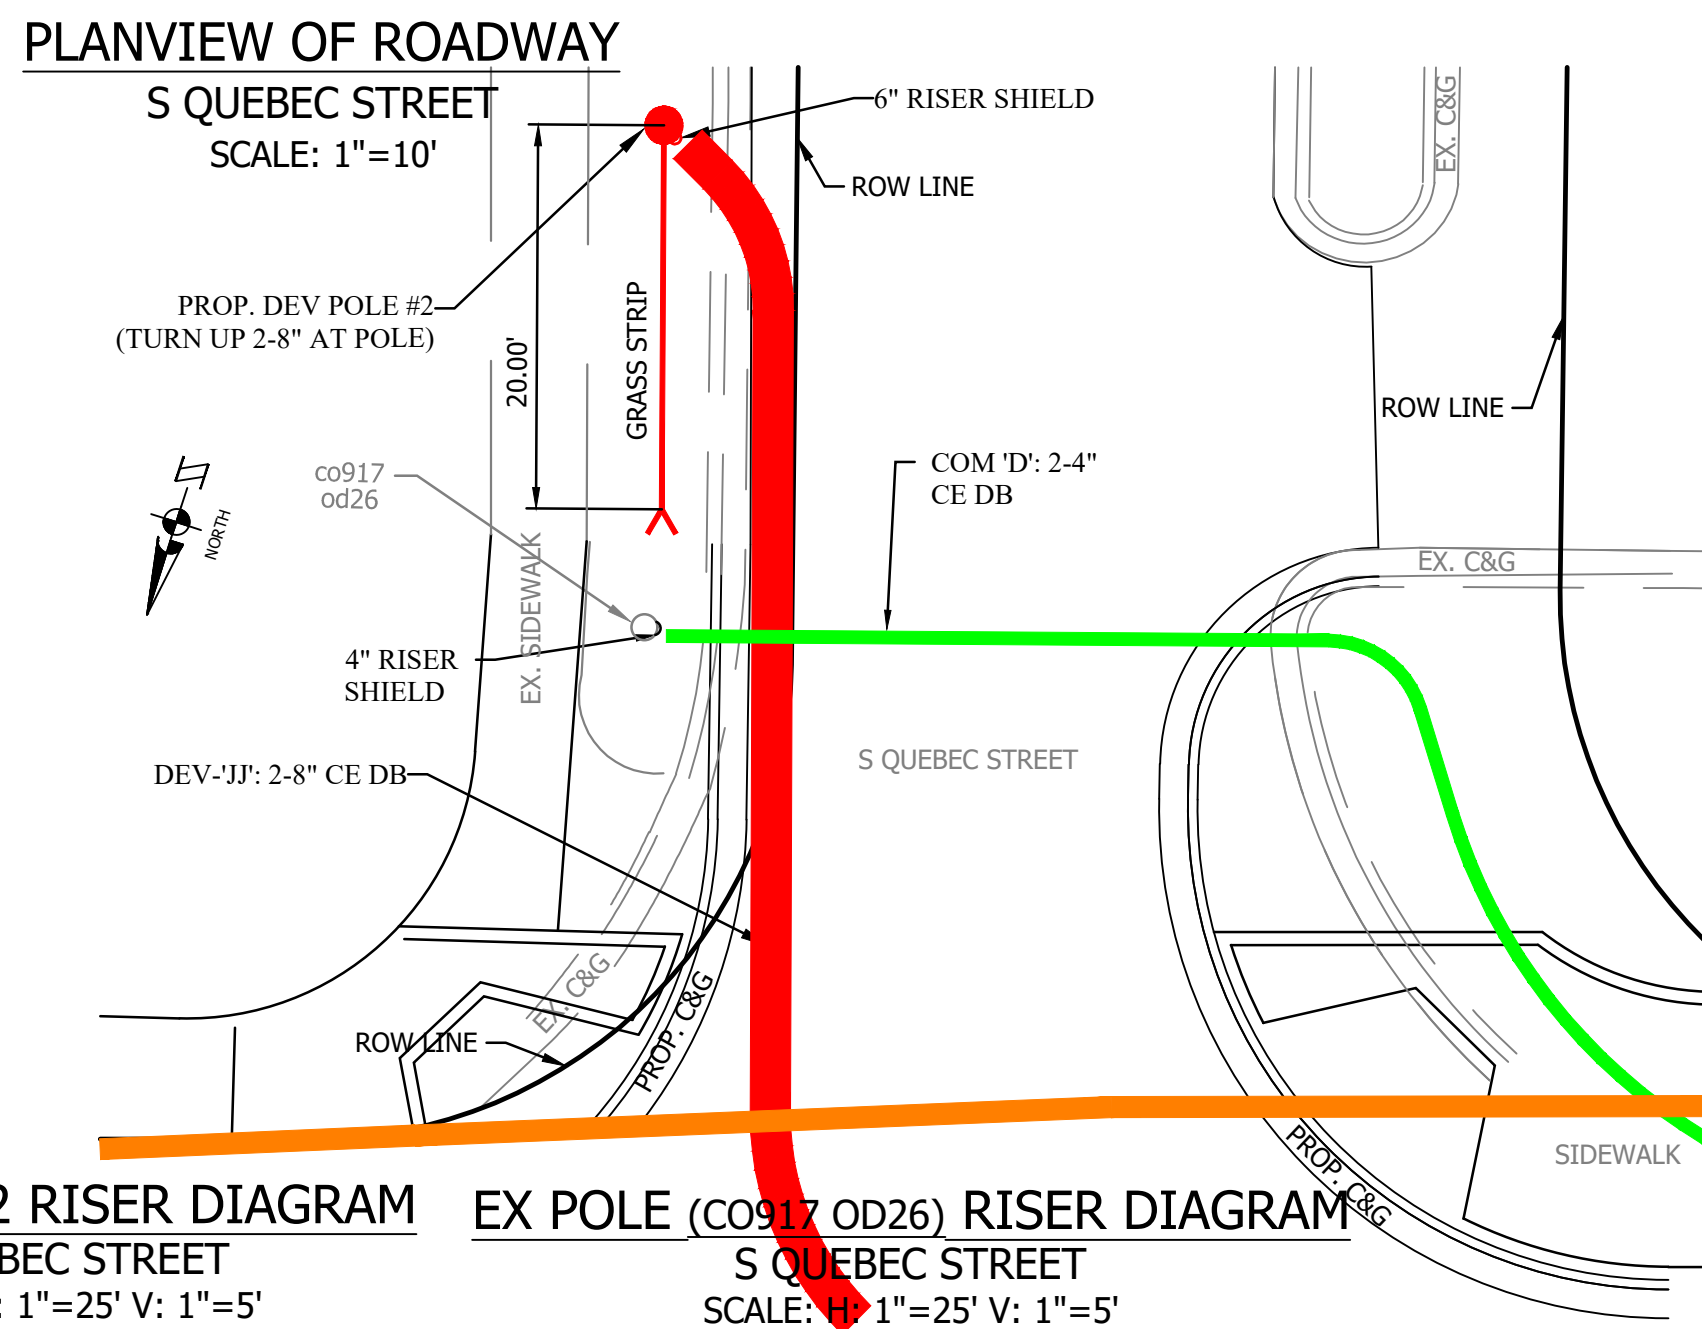 PLANVIEW OF ROADWAY
S QUEBEC STREET
SCALE: 1"=10'
6" RISER SHIELD
ROW LINE
EX. C&G
PROP. DEV POLE #2
(TURN UP 2-8" AT POLE)
20.00'
GRASS STRIP
ROW LINE
co917
od26
NORTH
COM 'D': 2-4"
CE DB
EX. SIDEWALK
EX. C&G
4" RISER
SHIELD
S QUEBEC STREET
DEV-'JJ': 2-8" CE DB
EX. C&G
PROP. C&G
ROW LINE
PROP. C&G
SIDEWALK
2 RISER DIAGRAM
BEC STREET
: 1"=25' V: 1"=5'
EX POLE (CO917 OD26) RISER DIAGRAM
S QUEBEC STREET
SCALE: H: 1"=25' V: 1"=5'